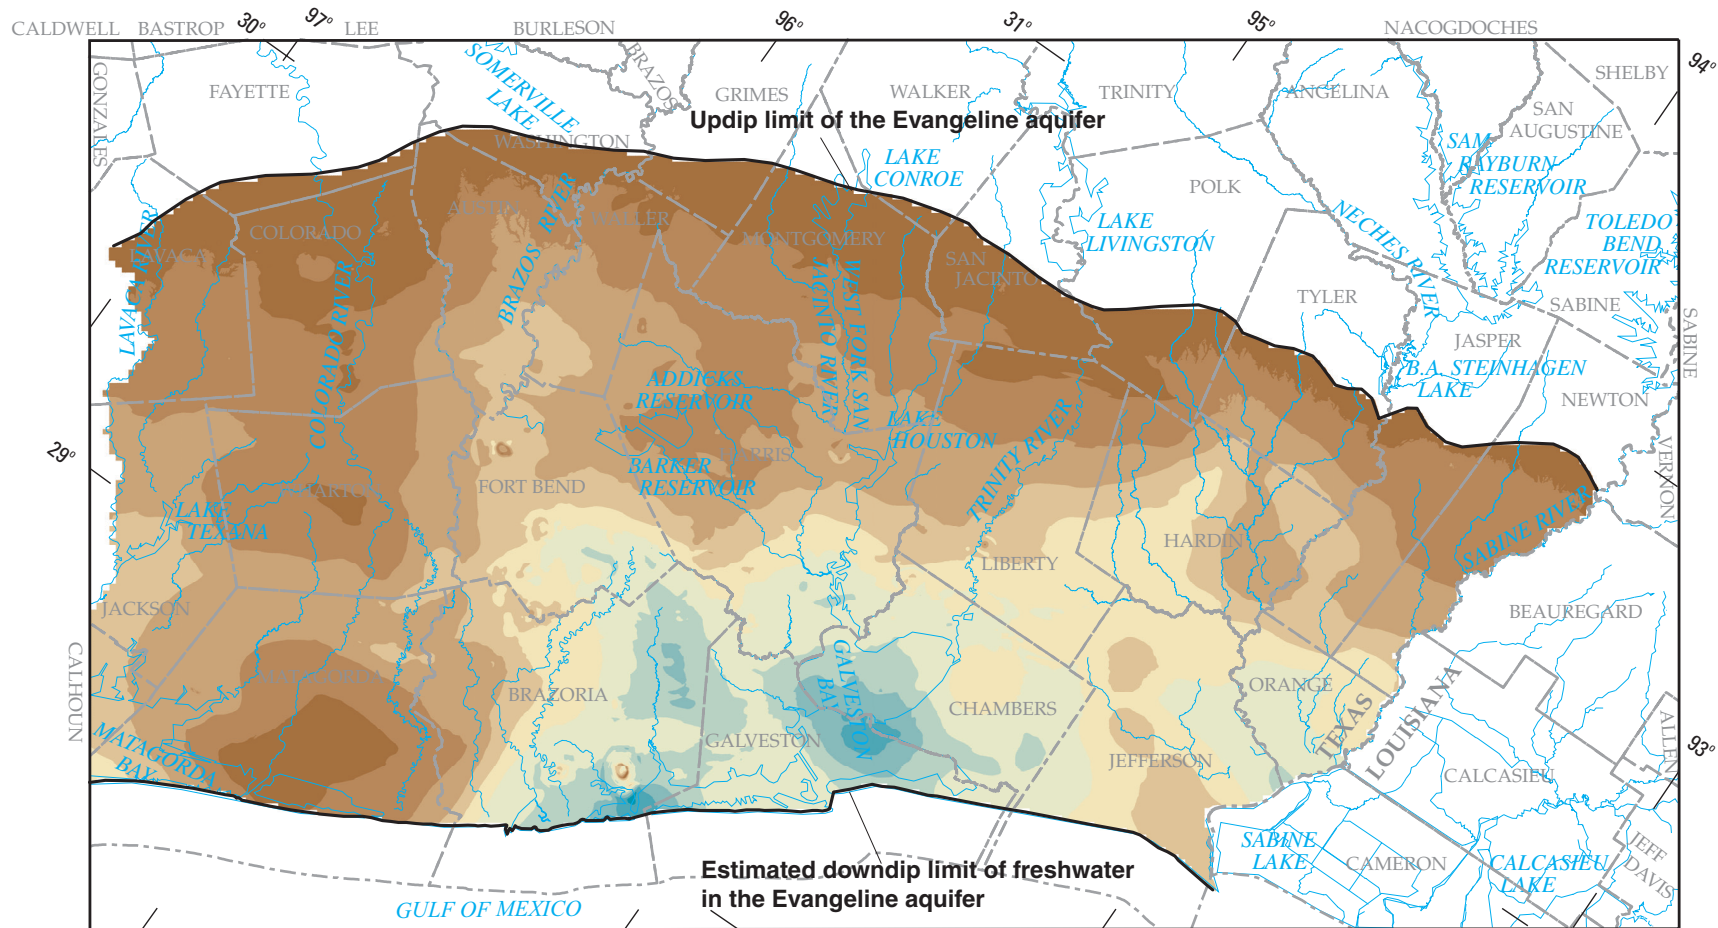 CALDWELL
BASTROP
30°
97°
LEE
BURLESON
96°
31°
95°
NACOGDOCHES
94°
GONZALES
FAYETTE
SOMERVILLE
LAKE
BRAZOS
GRIMES
WALKER
TRINITY
ANGELINA
SHELBY
SAN
AUGUSTINE
WASHINGTON
Updip limit of the Evangeline aquifer
LAKE
CONROE
POLK
SAM
RAYBURN
RESERVOIR
TOLEDO
BEND
RESERVOIR
LAVACA
LAVACA RIVER
COLORADO
COLORADO RIVER
AUSTIN
BRAZOS RIVER
WALLER
MONTGOMERY
WEST FORK SAN
JACINTO RIVER
SAN
JACINTO
LAKE
LIVINGSTON
NECHES RIVER
TYLER
SABINE
SABINE
JASPER
B.A. STEINHAGEN
LAKE
NEWTON
VERNON
29°
ADDICKS
RESERVOIR
HARRIS
BARKER
RESERVOIR
LAKE
HOUSTON
TRINITY RIVER
WHARTON
FORT BEND
LAKE
TEXANA
LIBERTY
HARDIN
SABINE RIVER
JACKSON
BEAUREGARD
CALHOUN
MATAGORDA
BRAZORIA
GALVESTON
BAY
GALVESTON
CHAMBERS
ORANGE
JEFFERSON
TEXAS
LOUISIANA
ALLEN
93°
MATAGORDA
BAY
CALCASIEU
SABINE
LAKE
CAMERON
CALCASIEU
LAKE
JEFF
DAVIS
Estimated downdip limit of freshwater
in the Evangeline aquifer
GULF OF MEXICO